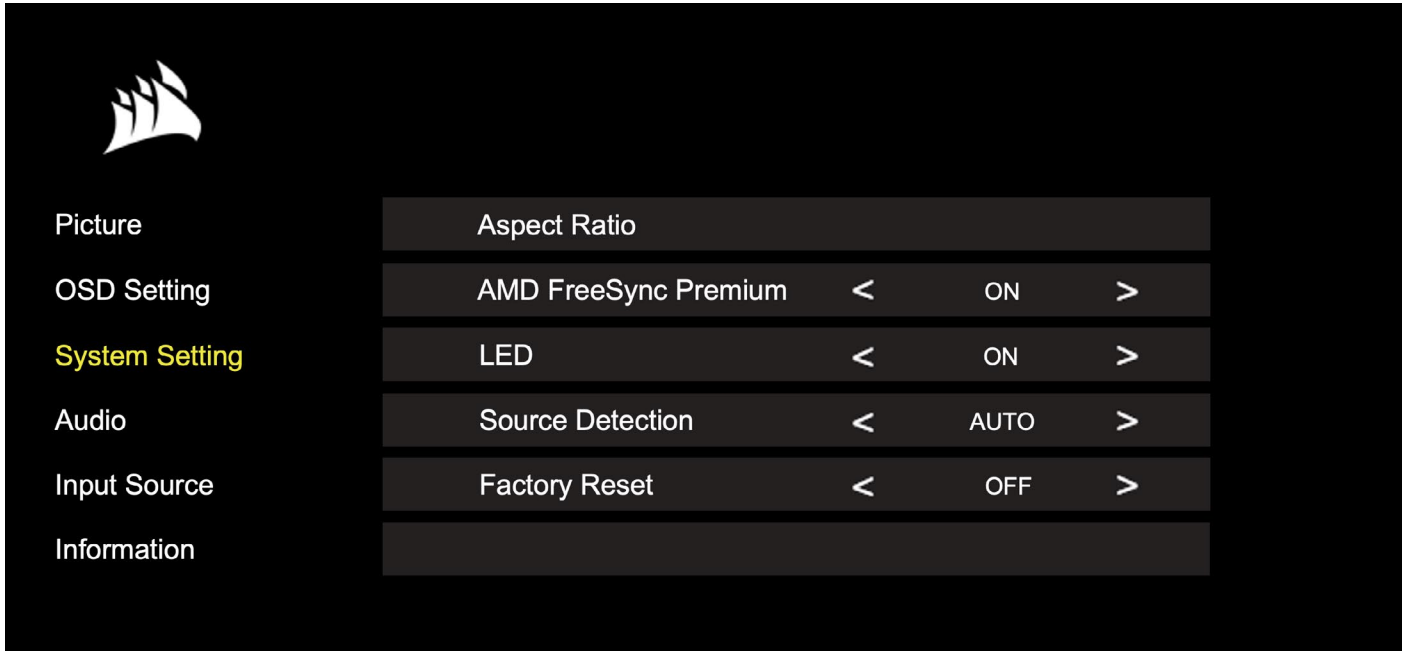 Picture
Aspect Ratio
OSD Setting
AMD FreeSync Premium < ON >
System Setting
LED < ON >
Audio
Source Detection < AUTO >
Input Source
Factory Reset < OFF >
Information